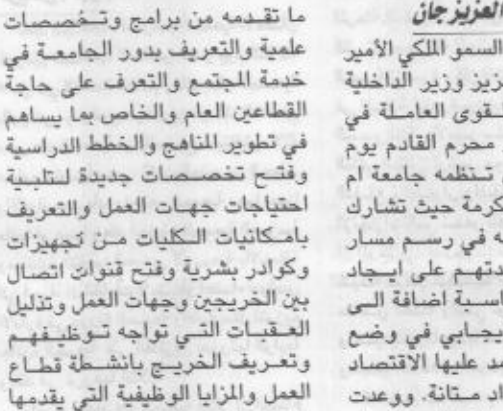 العزيز جان
السمو الملكي الأمير
زيز وزير الداخلية
لقوى العاملة في
محرم القادم يوم
تنظمه جامعة ام
كرمة حيث تشارك
ه في رسم مسار
دتهم على ايجاد
سبة اضافة الى
يجابي في وضع
مد عليها الاقتصاد
د متانة. ووعدت
ما تقدمه من برامج وتخصصات
علمية والتعريف بدور الجامعة في
خدمة المجتمع والتعرف على حاجة
القطاعين العام والخاص بما يساهم
في تطوير المناهج والخطط الدراسية
وفتح تخصصات جديدة لتلبية
احتياجات جهات العمل والتعريف
بامكانيات الكليات من تجهيزات
وكوادر بشرية وفتح قنوات اتصال
بين الخريجين وجهات العمل وتذليل
العقبات التي تواجه توظيفهم
وتعريف الخريج بانشطة قطاع
العمل والمزايا الوظيفية التي يقدمها